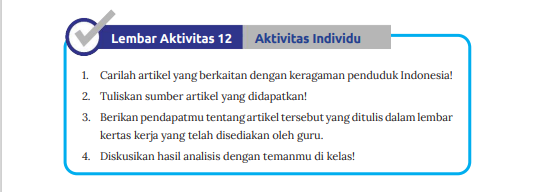 Lembar Aktivitas 12 Aktivitas Individu
1. Carilah artikel yang berkaitan dengan keragaman penduduk Indonesia!
2. Tuliskan sumber artikel yang didapatkan!
3. Berikan pendapatmu tentang artikel tersebut yang ditulis dalam lembar
kertas kerja yang telah disediakan oleh guru.
4. Diskusikan hasil analisis dengan temanmu di kelas!